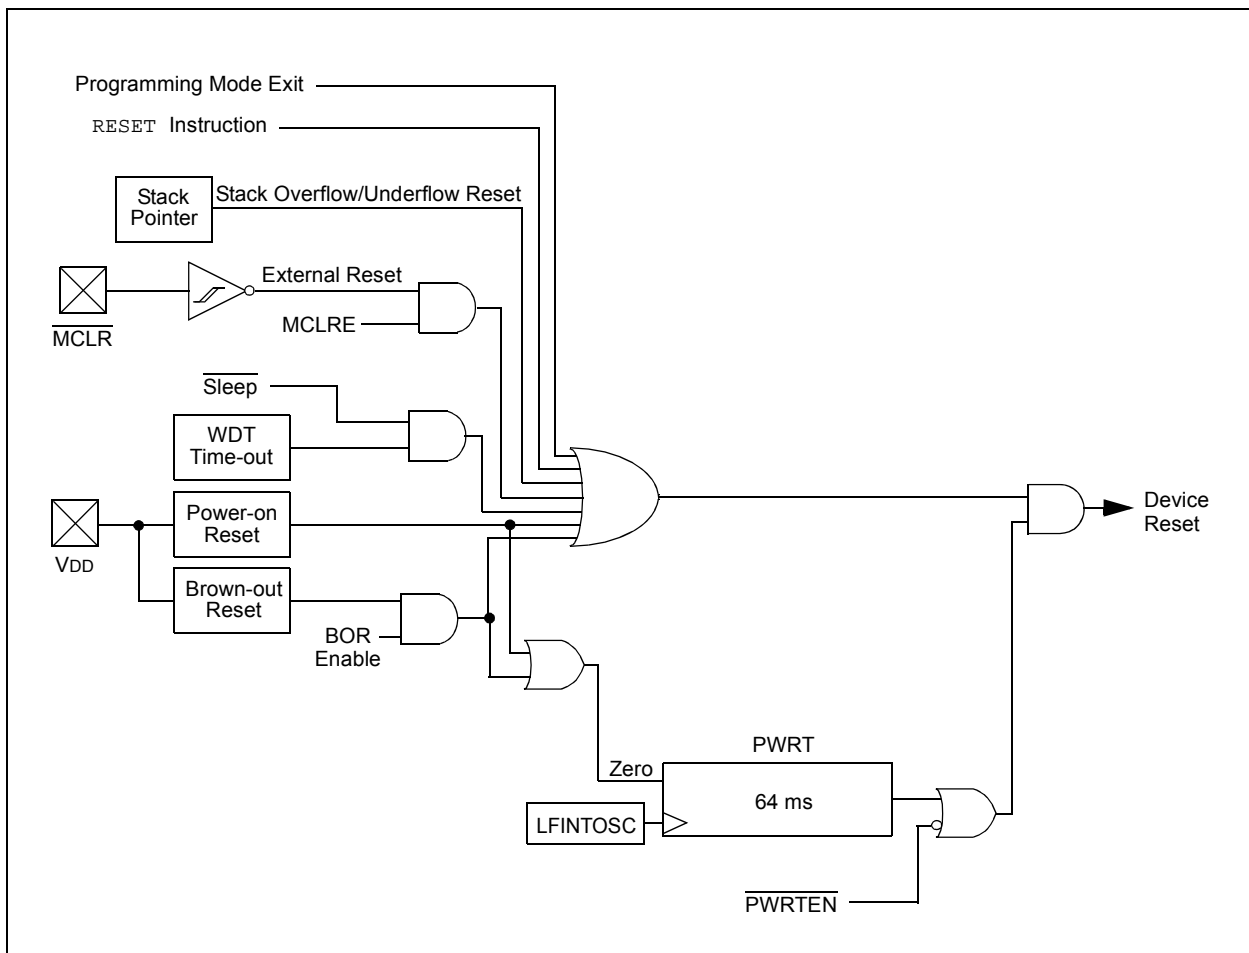 Programming Mode Exit
RESET Instruction
Stack
Pointer
Stack Overflow/Underflow Reset
External Reset
MCLRE
MCLR
Sleep
WDT
Time-out
Power-on
Reset
VDD
Brown-out
Reset
BOR
Enable
Device
Reset
PWRT
Zero
64 ms
LFINTOSC
PWRTEN